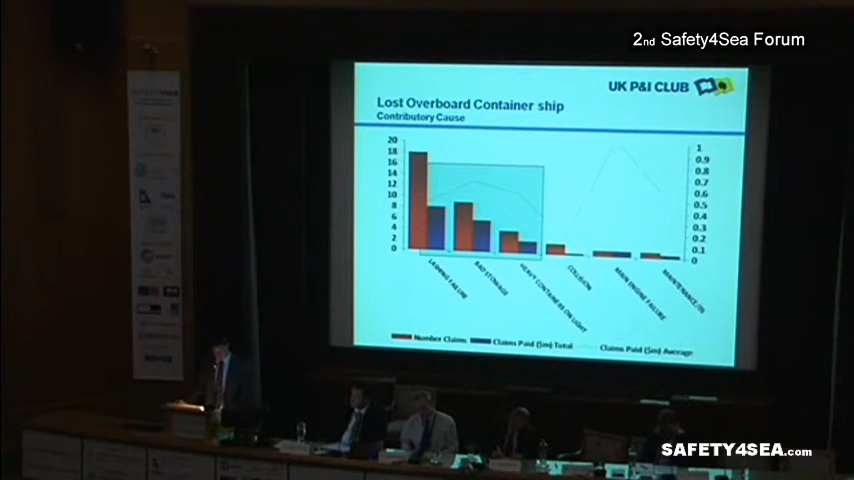 2nd Safety4Sea Forum
UK P&I CLUB
Lost Overboard Container ship
Contributory Cause
20
18
16
14
12
10
8
6
4
2
0
1
0.9
0.8
0.7
0.6
0.5
0.4
0.3
0.2
0.1
0
LASHING FAILURE
BAD STOWAGE
HEAVY CONTAINERS ON LIGHT
COLLISION
MAIN ENGINE FAILURE
Number Claims
Claims Paid ($m) Total
Claims Paid ($m) Average
SAFETY4SEA.com